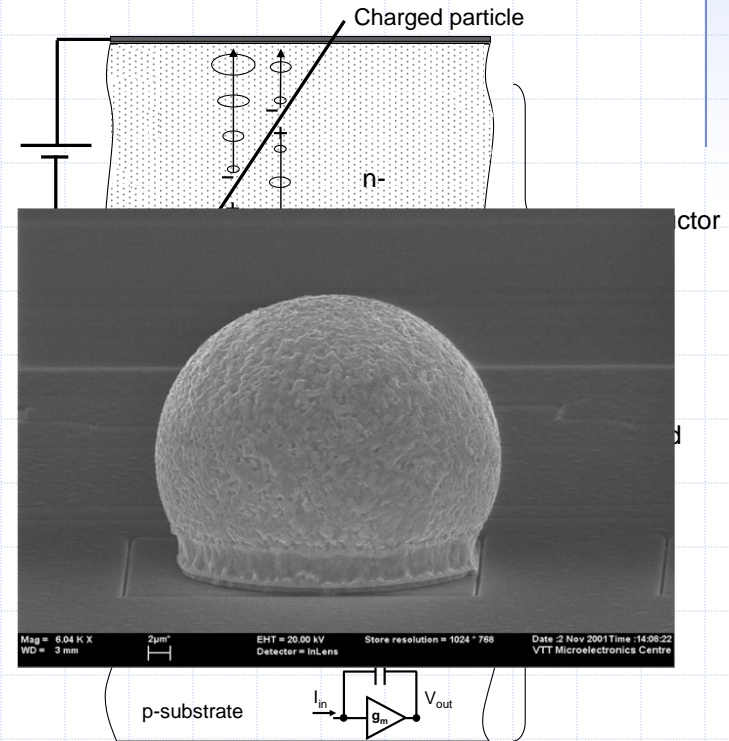 Charged particle
−
+
−
+
n-
Mag = 6.04 K X
WD = 3 mm
2µm*
EHT = 20.00 kV
Detector = InLens
Store resolution = 1024 * 768
Date :2 Nov 2001 Time :14:08:22
VTT Microelectronics Centre
p-substrate
Iin
gm
Vout